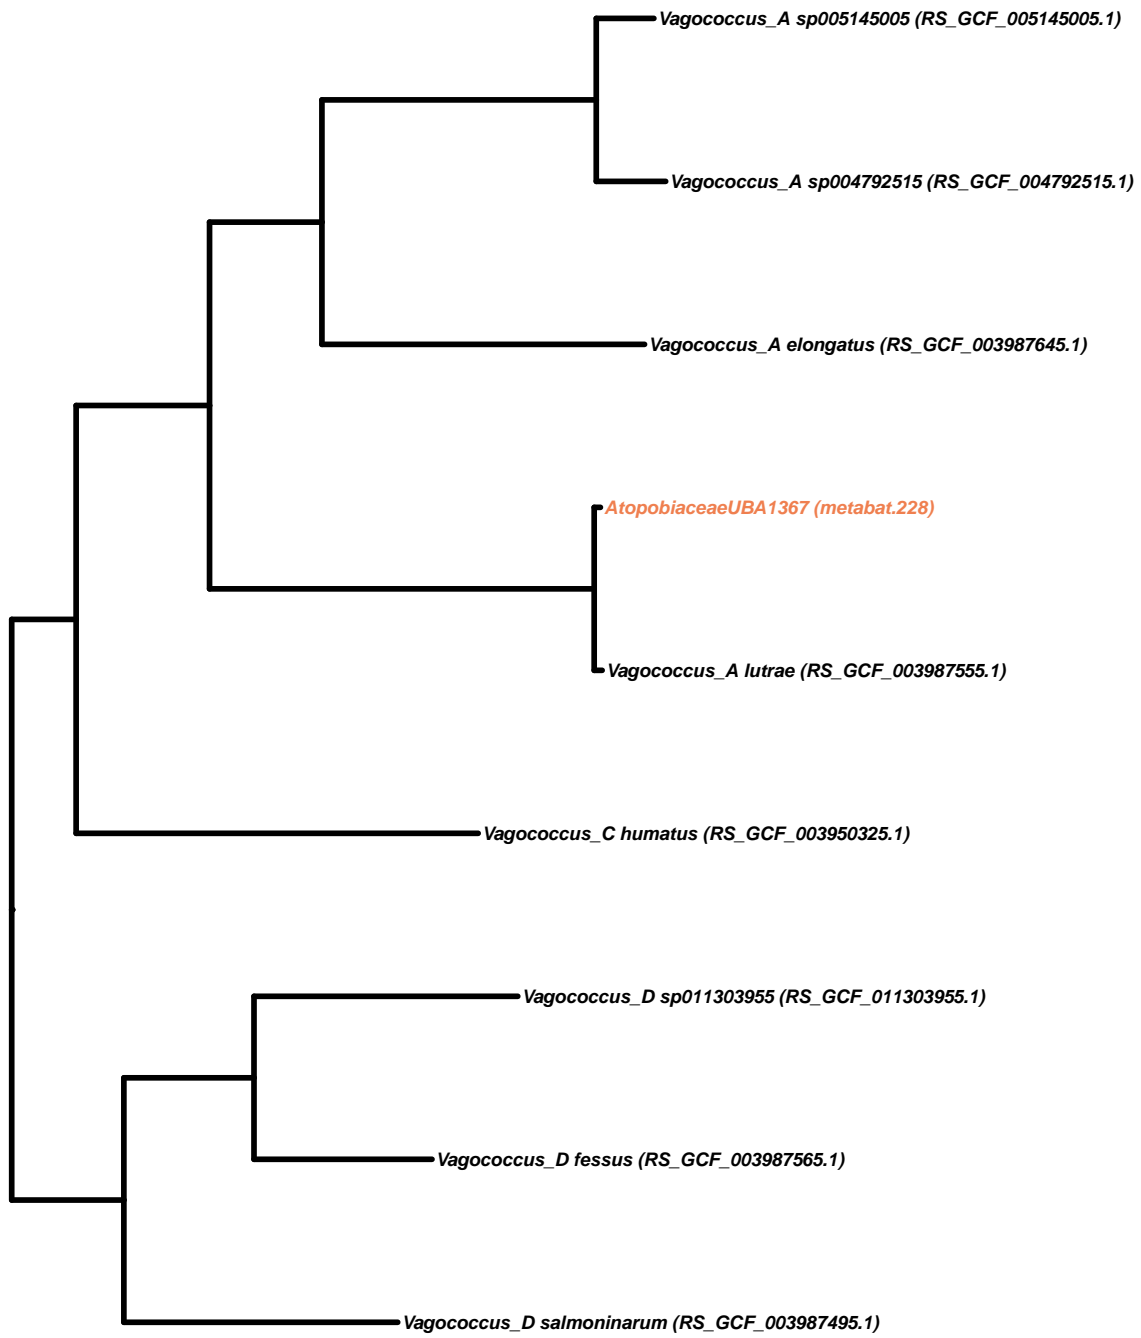 Vagococcus_A sp005145005 (RS_GCF_005145005.1)
Vagococcus_A sp004792515 (RS_GCF_004792515.1)
Vagococcus_A elongatus (RS_GCF_003987645.1)
AtopobiaceaeUBA1367 (metabat.228)
Vagococcus_A lutrae (RS_GCF_003987555.1)
Vagococcus_C humatus (RS_GCF_003950325.1)
Vagococcus_D sp011303955 (RS_GCF_011303955.1)
Vagococcus_D fessus (RS_GCF_003987565.1)
Vagococcus_D salmoninarum (RS_GCF_003987495.1)